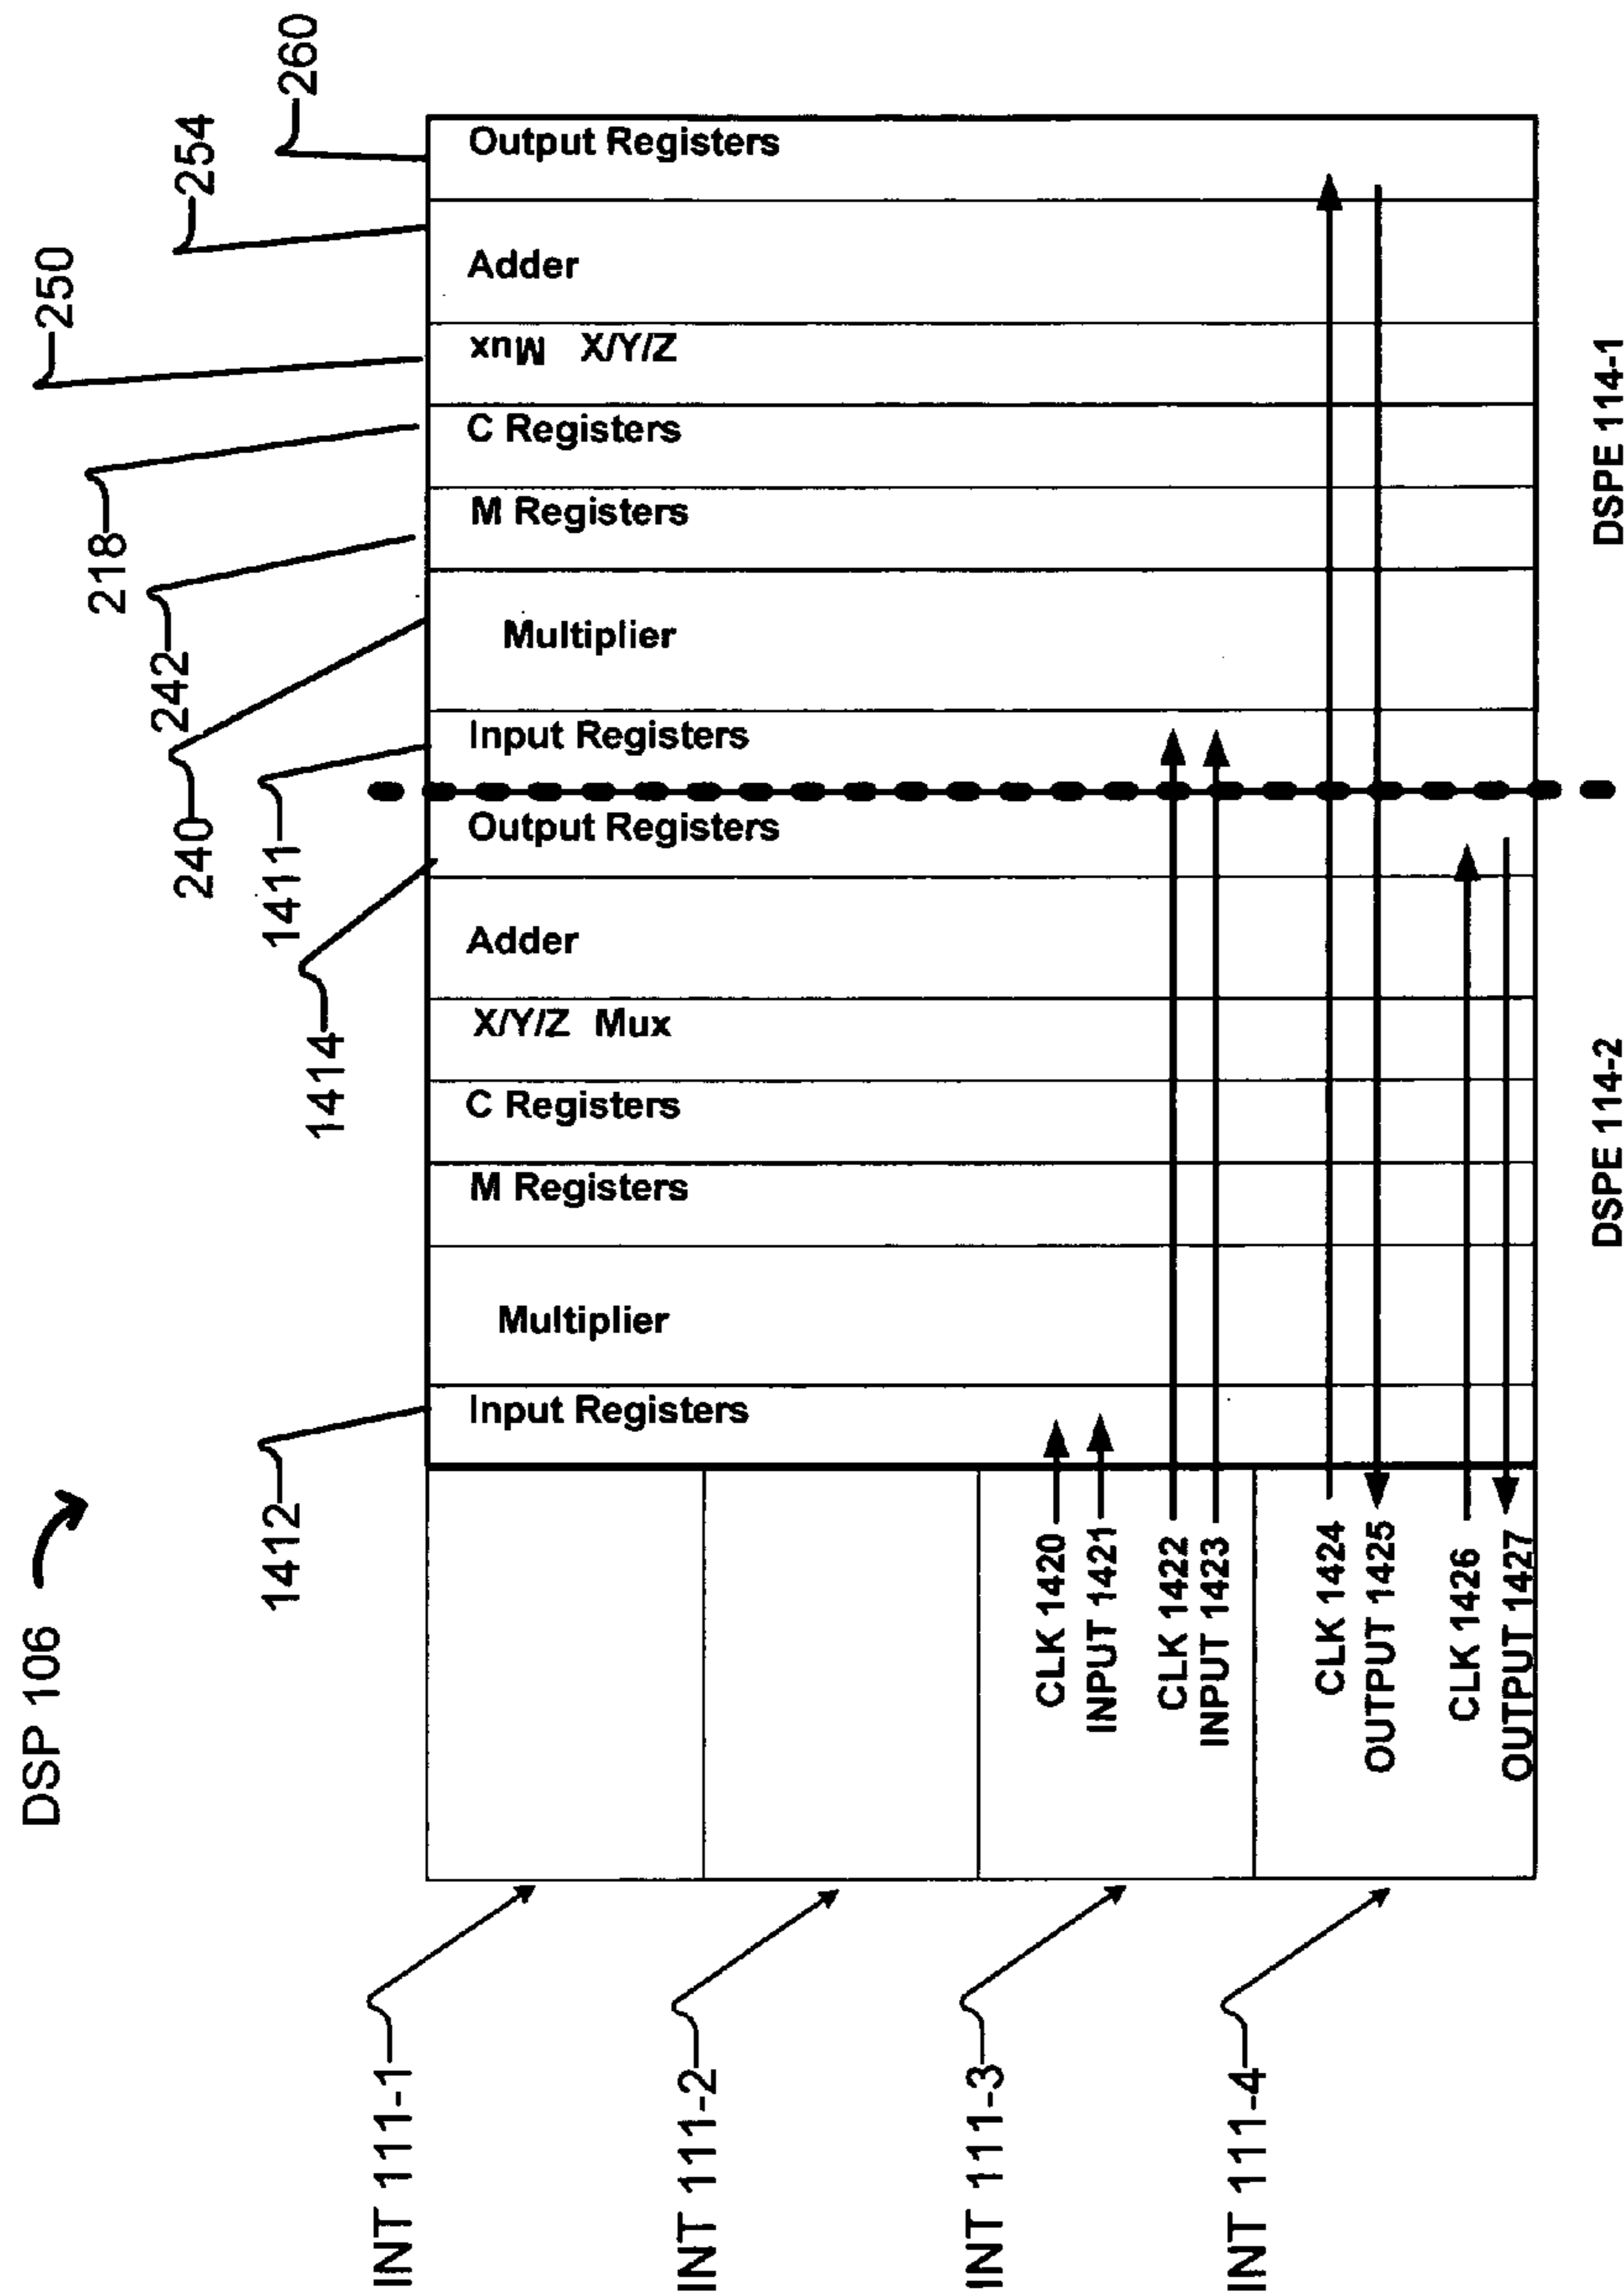 DSP 106
250
254
260
218
242
240
1411
1414
1412
Output Registers
Adder
X/Y/Z Mux
C Registers
M Registers
Multiplier
Input Registers
Output Registers
Adder
X/Y/Z Mux
C Registers
M Registers
Multiplier
Input Registers
CLK 1420
INPUT 1421
CLK 1422
INPUT 1423
CLK 1424
OUTPUT 1425
CLK 1426
OUTPUT 1427
DSPE 114-1
DSPE 114-2
INT 111-1
INT 111-2
INT 111-3
INT 111-4